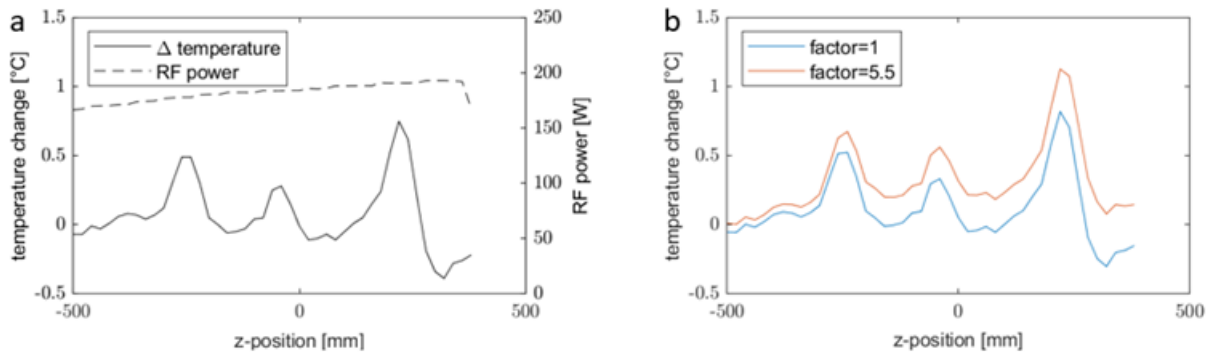 a
1.5
1
0.5
0
-0.5
temperature change [°C]
Δ temperature
RF power
250
200
150
100
50
0
RF power [W]
-500
0
500
z-position [mm]
b
1.5
1
0.5
0
-0.5
temperature change [°C]
factor=1
factor=5.5
-500
0
500
z-position [mm]